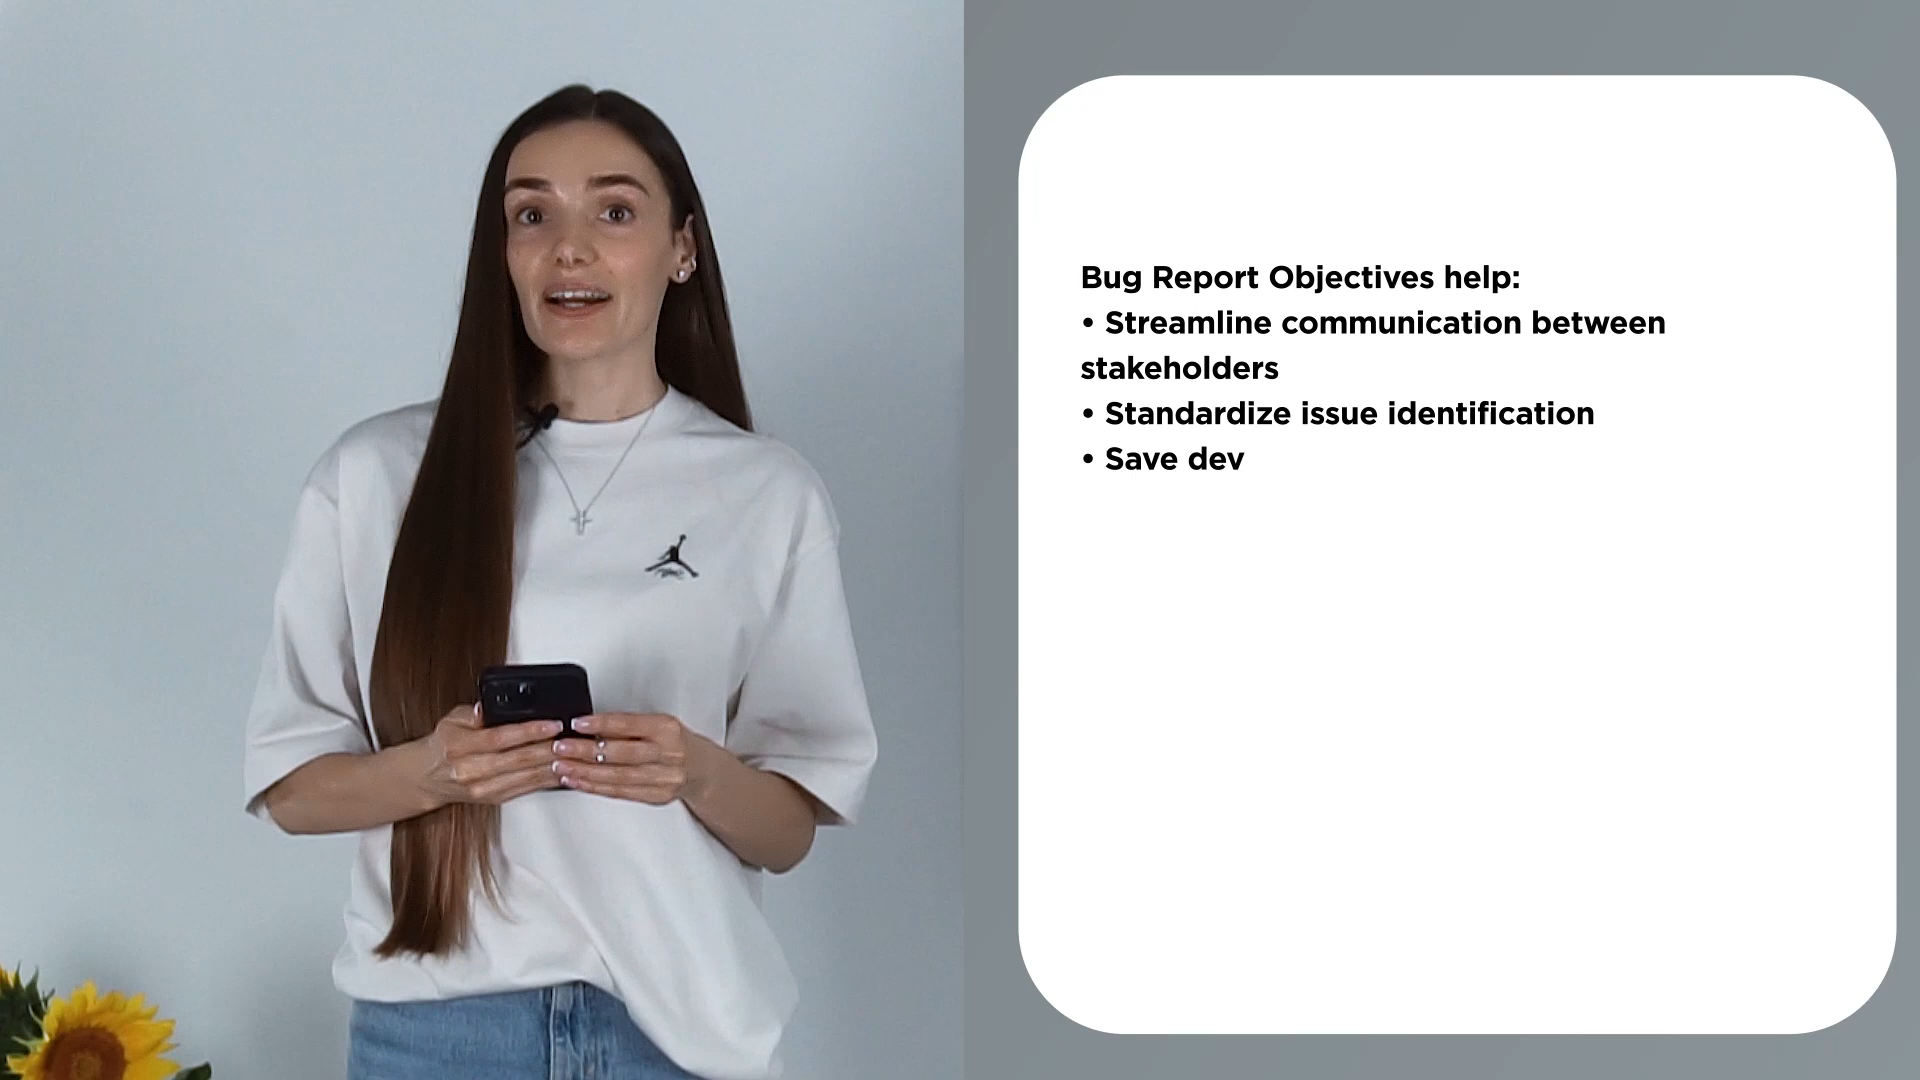 Bug Report Objectives help:
• Streamline communication between
stakeholders
• Standardize issue identification
• Save dev